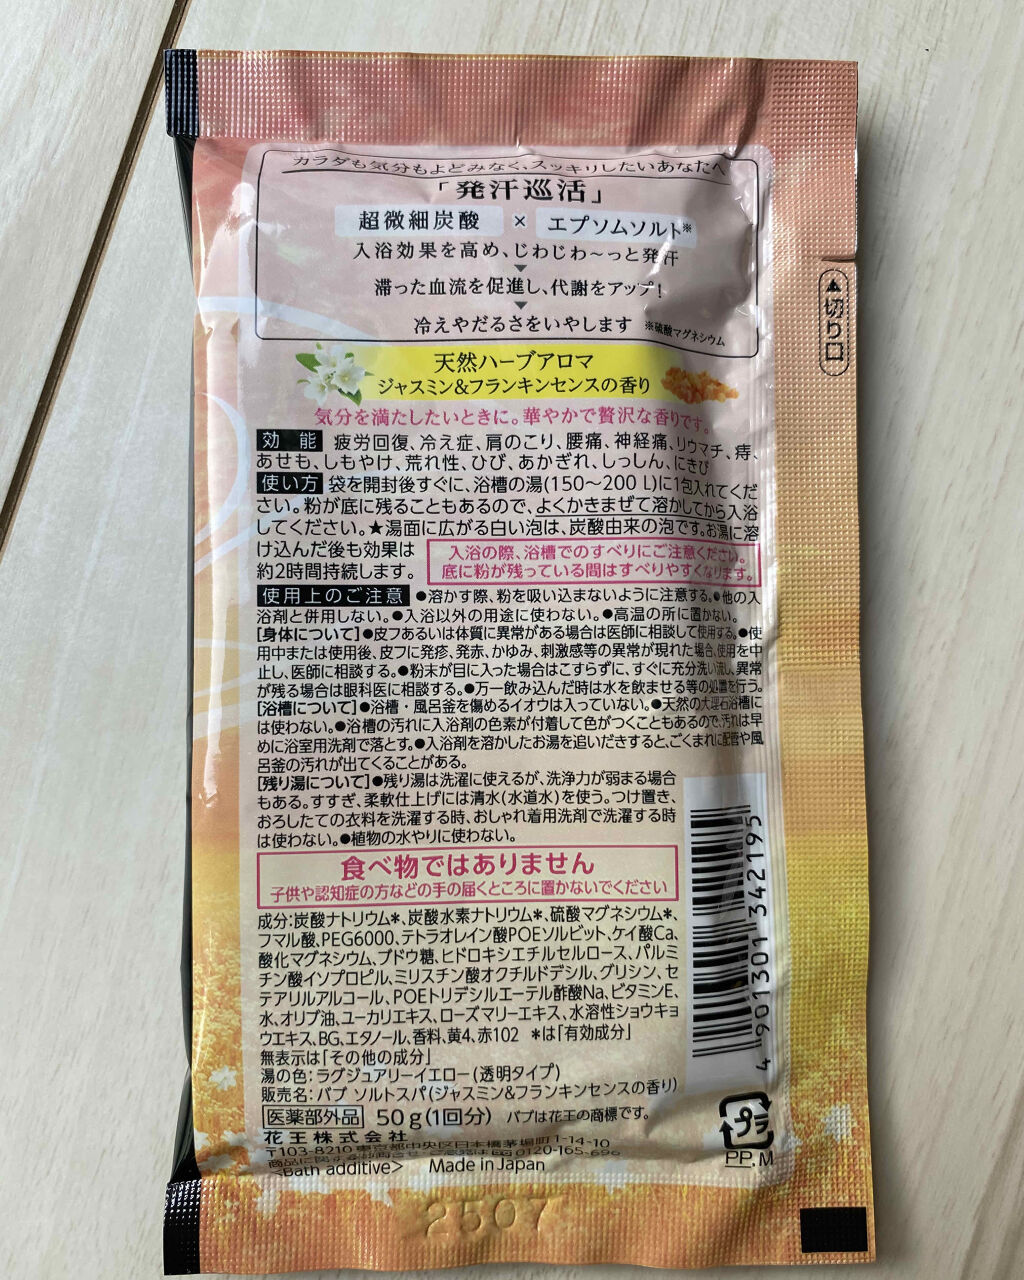 カラダも気分もよどみなく、スッキリしたいあなたへ
「発汗巡活」
超微細炭酸 × エプソムソルト※
入浴効果を高め、じわじわ～っと発汗
▼
滞った血流を促進し、代謝をアップ!
▼
冷えやだるさをいやします ※硫酸マグネシウム
▲切り口
天然ハーブアロマ
ジャスミン&フランキンセンスの香り
気分を満たしたいときに。華やかで贅沢な香りです。
効能 疲労回復、冷え症、肩のこり、腰痛、神経痛、リウマチ、痔、
あせも、しもやけ、荒れ性、ひび、あかぎれ、しっしん、にきび
使い方 袋を開封後すぐに、浴槽の湯(150～200 L)に1包入れてくだ
さい。粉が底に残ることもあるので、よくかきまぜて溶かしてから入浴
してください。★湯面に広がる白い泡は、炭酸由来の泡です。お湯に溶
け込んだ後も効果は
約2時間持続します。
入浴の際、浴槽でのすべりにご注意ください。
底に粉が残っている間はすべりやすくなります。
使用上のご注意 ●溶かす際、粉を吸い込まないように注意する。●他の入
浴剤と併用しない。●入浴以外の用途に使わない。●高温の所に置かない。
[身体について]●皮フあるいは体質に異常がある場合は医師に相談して使用する。●使
用中または使用後、皮フに発疹、発赤、かゆみ、刺激感等の異常が現れた場合、使用を中
止し、医師に相談する。●粉末が目に入った場合はこすらずに、すぐに充分洗い流し、異常
が残る場合は眼科医に相談する。●万一飲み込んだ時は水を飲ませる等の処置を行う。
[浴槽について]●浴槽・風呂釜を傷めるイオウは入っていない。●天然の大理石浴槽に
は使わない。●浴槽の汚れに入浴剤の色素が付着して色がつくこともあるので、汚れは早
めに浴室用洗剤で落とす。●入浴剤を溶かしたお湯を追いだきすると、ごくまれに配管や風
呂釜の汚れが出てくることがある。
[残り湯について]●残り湯は洗濯に使えるが、洗浄力が弱まる場合
もある。すすぎ、柔軟仕上げには清水(水道水)を使う。つけ置き、
おろしたての衣料を洗濯する時、おしゃれ着用洗剤で洗濯する時
は使わない。●植物の水やりに使わない。
食べ物ではありません
子供や認知症の方などの手の届くところに置かないでください
成分:炭酸ナトリウム*、炭酸水素ナトリウム*、硫酸マグネシウム*、
フマル酸、PEG6000、テトラオレイン酸POEソルビット、ケイ酸Ca、
酸化マグネシウム、ブドウ糖、ヒドロキシエチルセルロース、パルミ
チン酸イソプロピル、ミリスチン酸オクチルドデシル、グリシン、セ
テアリルアルコール、POEトリデシルエーテル酢酸Na、ビタミンE、
水、オリブ油、ユーカリエキス、ローズマリーエキス、水溶性ショウキョ
ウエキス、BG、エタノール、香料、黄4、赤102 *は「有効成分」
無表示は「その他の成分」
湯の色:ラグジュアリーイエロー(透明タイプ)
販売名:バブ ソルトスパ(ジャスミン&フランキンセンスの香り)
医薬部外品 50g(1回分) バブは花王の商標です。
花王株式会社
〒103-8210 東京都中央区日本橋茅場町1-14-10
商品に関する 0120-165-696
<Bath additive> Made in Japan
4 901301 342195
プラ
PP, M
2507